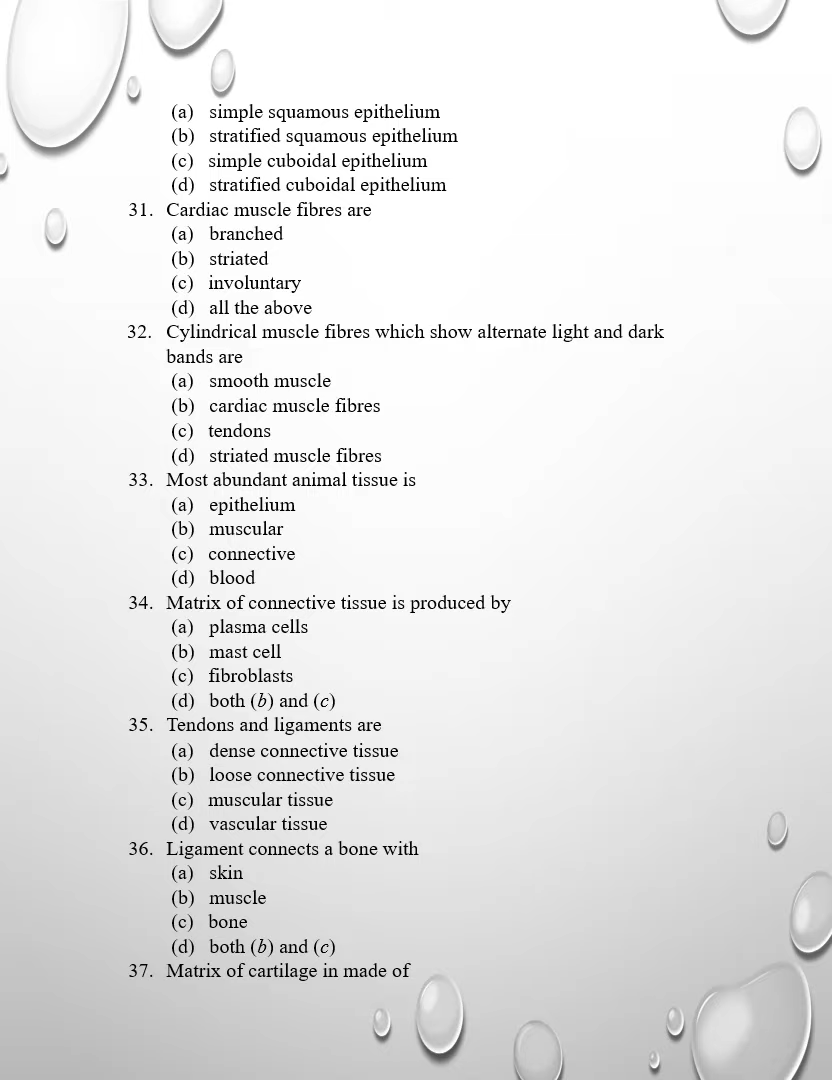 (a) simple squamous epithelium
(b) stratified squamous epithelium
(c) simple cuboidal epithelium
(d) stratified cuboidal epithelium
31. Cardiac muscle fibres are
(a) branched
(b) striated
(c) involuntary
(d) all the above
32. Cylindrical muscle fibres which show alternate light and dark
bands are
(a) smooth muscle
(b) cardiac muscle fibres
(c) tendons
(d) striated muscle fibres
33. Most abundant animal tissue is
(a) epithelium
(b) muscular
(c) connective
(d) blood
34. Matrix of connective tissue is produced by
(a) plasma cells
(b) mast cell
(c) fibroblasts
(d) both (b) and (c)
35. Tendons and ligaments are
(a) dense connective tissue
(b) loose connective tissue
(c) muscular tissue
(d) vascular tissue
36. Ligament connects a bone with
(a) skin
(b) muscle
(c) bone
(d) both (b) and (c)
37. Matrix of cartilage in made of